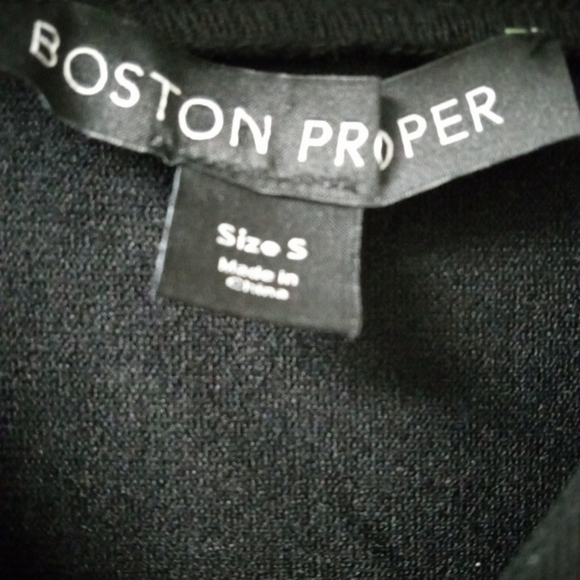 BOSTON PROPER
Size S
Made in
China